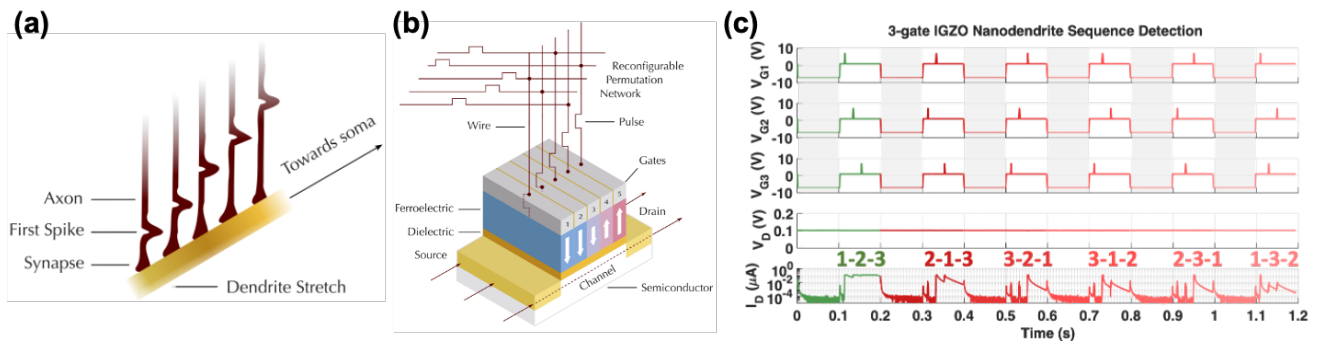 (a)
Axon
First Spike
Synapse
Towards soma
Dendrite Stretch
(b)
Reconfigurable
Permutation
Network
Wire
Pulse
Gates
Ferroelectric
Dielectric
Source
Drain
1 2 3 4 5
Channel
Semiconductor
(c)
3-gate IGZO Nanodendrite Sequence Detection
V_G1 (V)
10
0
-10
V_G2 (V)
10
0
-10
V_G3 (V)
10
0
-10
V_D (V)
0.2
0.1
0
1-2-3 2-1-3 3-2-1 3-1-2 2-3-1 1-3-2
I_D (μA)
10^0
10^-2
10^-4
0 0.1 0.2 0.3 0.4 0.5 0.6 0.7 0.8 0.9 1 1.1 1.2
Time (s)